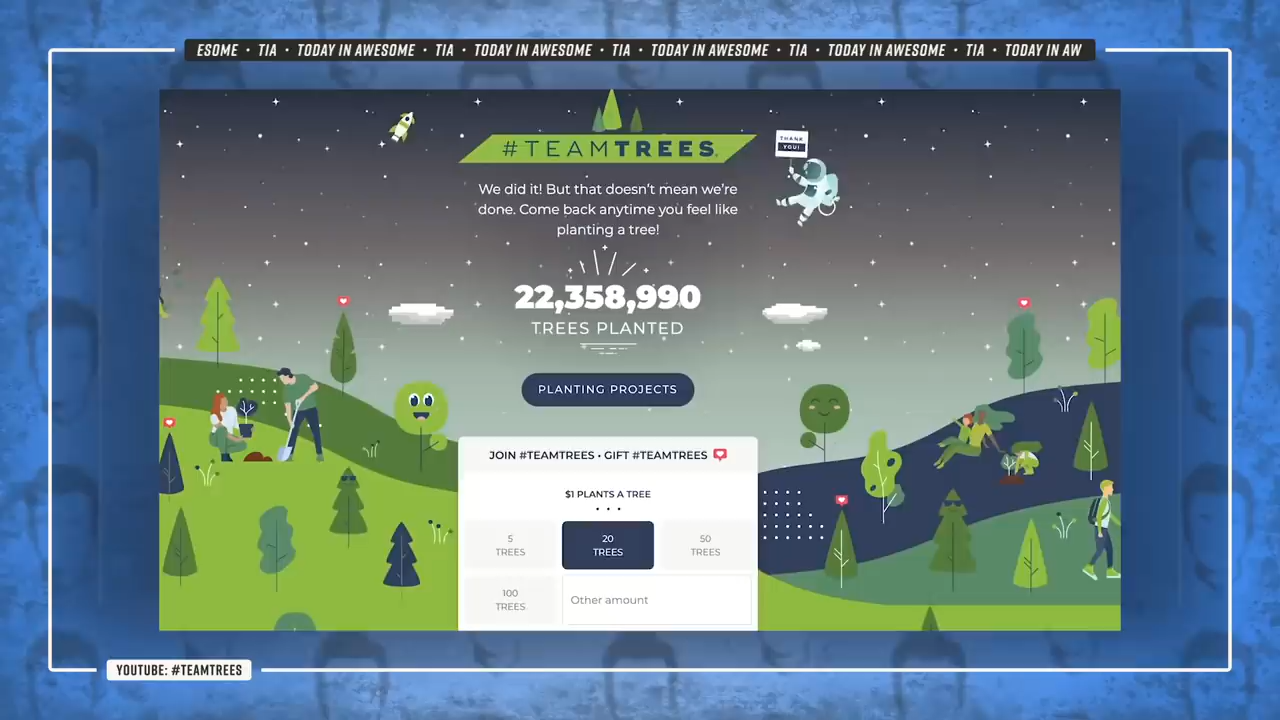 ESOME • TIA • TODAY IN AWESOME • TIA • TODAY IN AWESOME • TIA • TODAY IN AWESOME • TIA • TODAY IN AWESOME • TIA • TODAY IN AW
#TEAMTREES
THANK
YOU!
We did it! But that doesn't mean we're
done. Come back anytime you feel like
planting a tree!
22,358,990
TREES PLANTED
PLANTING PROJECTS
JOIN #TEAMTREES • GIFT #TEAMTREES
$1 PLANTS A TREE
5
TREES
20
TREES
50
TREES
100
TREES
Other amount
YOUTUBE: #TEAMTREES